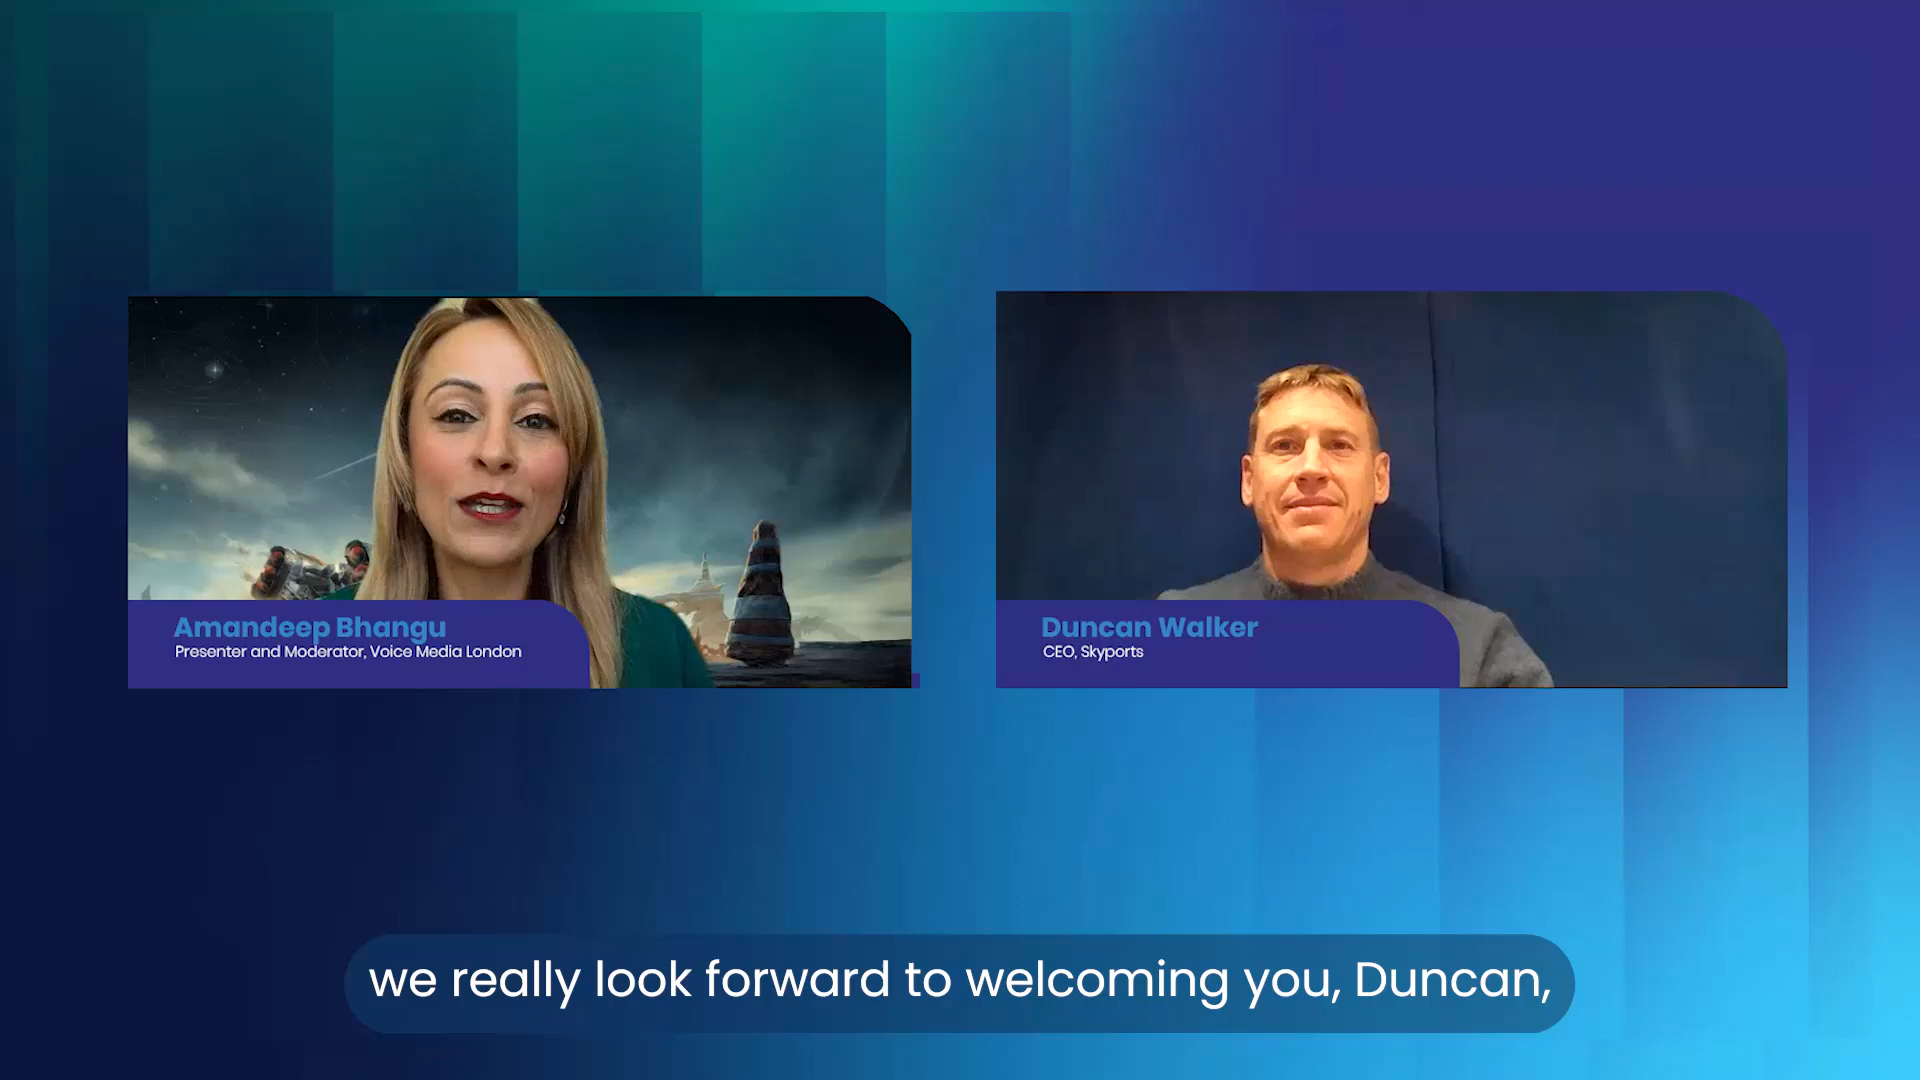 Amandeep Bhangu
Presenter and Moderator, Voice Media London
Duncan Walker
CEO, Skyports
we really look forward to welcoming you, Duncan,